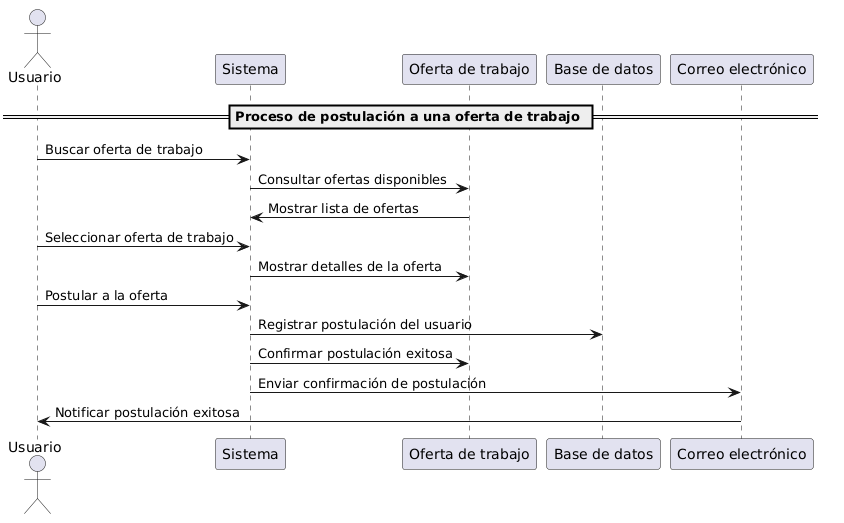 Usuario
Sistema
Oferta de trabajo
Base de datos
Correo electrónico
Proceso de postulación a una oferta de trabajo
Buscar oferta de trabajo
Consultar ofertas disponibles
Mostrar lista de ofertas
Seleccionar oferta de trabajo
Mostrar detalles de la oferta
Postular a la oferta
Registrar postulación del usuario
Confirmar postulación exitosa
Enviar confirmación de postulación
Notificar postulación exitosa
Usuario
Sistema
Oferta de trabajo
Base de datos
Correo electrónico